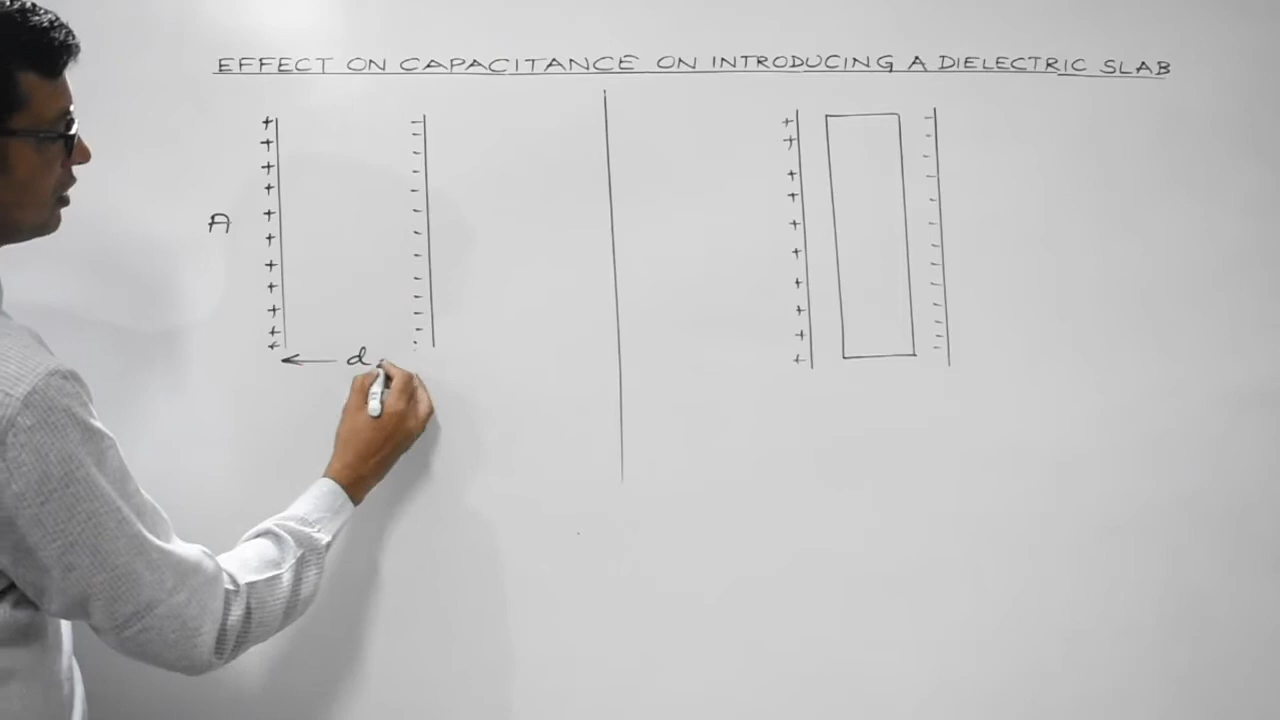 EFFECT ON CAPACITANCE ON INTRODUCING A DIELECTRIC SLAB
A
d